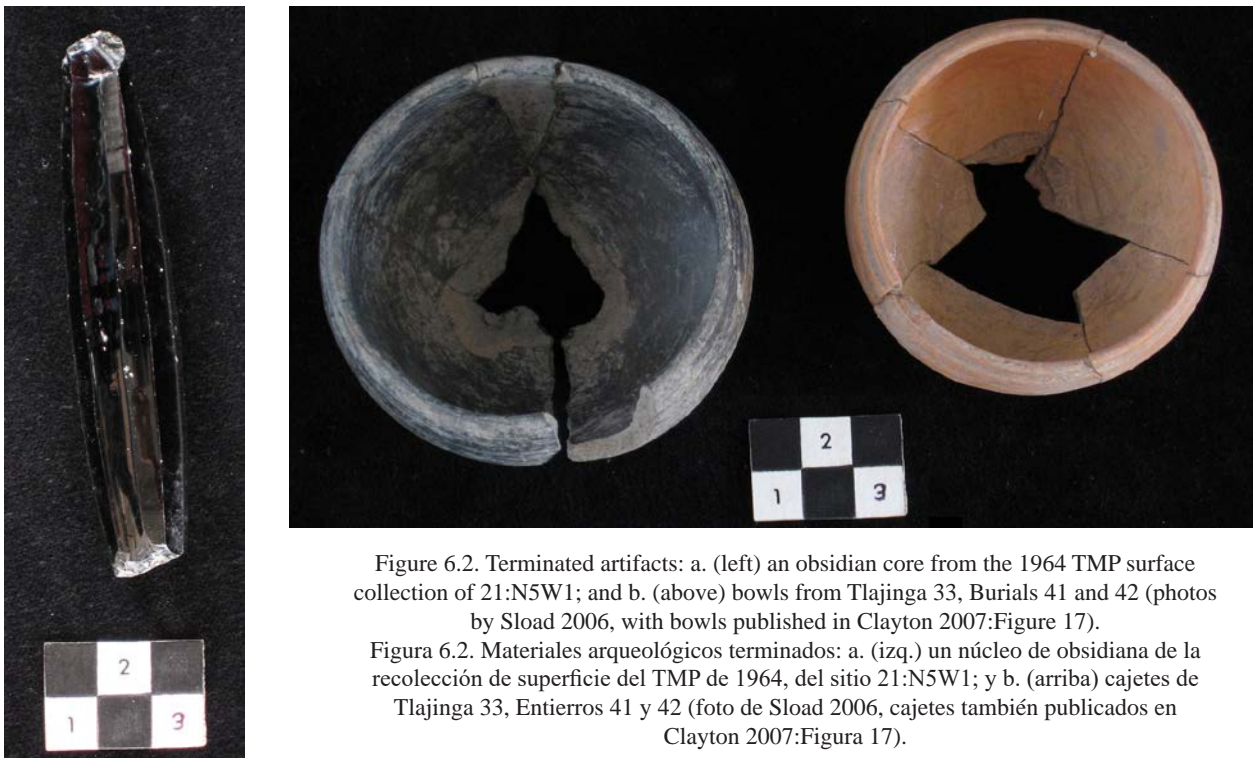 2
1
3
2
1
3
Figure 6.2. Terminated artifacts: a. (left) an obsidian core from the 1964 TMP surface
collection of 21:N5W1; and b. (above) bowls from Tlajinga 33, Burials 41 and 42 (photos
by Sload 2006, with bowls published in Clayton 2007:Figure 17).
Figura 6.2. Materiales arqueológicos terminados: a. (izq.) un núcleo de obsidiana de la
recolección de superficie del TMP de 1964, del sitio 21:N5W1; y b. (arriba) cajetes de
Tlajinga 33, Entierros 41 y 42 (foto de Sload 2006, cajetes también publicados en
Clayton 2007:Figura 17).